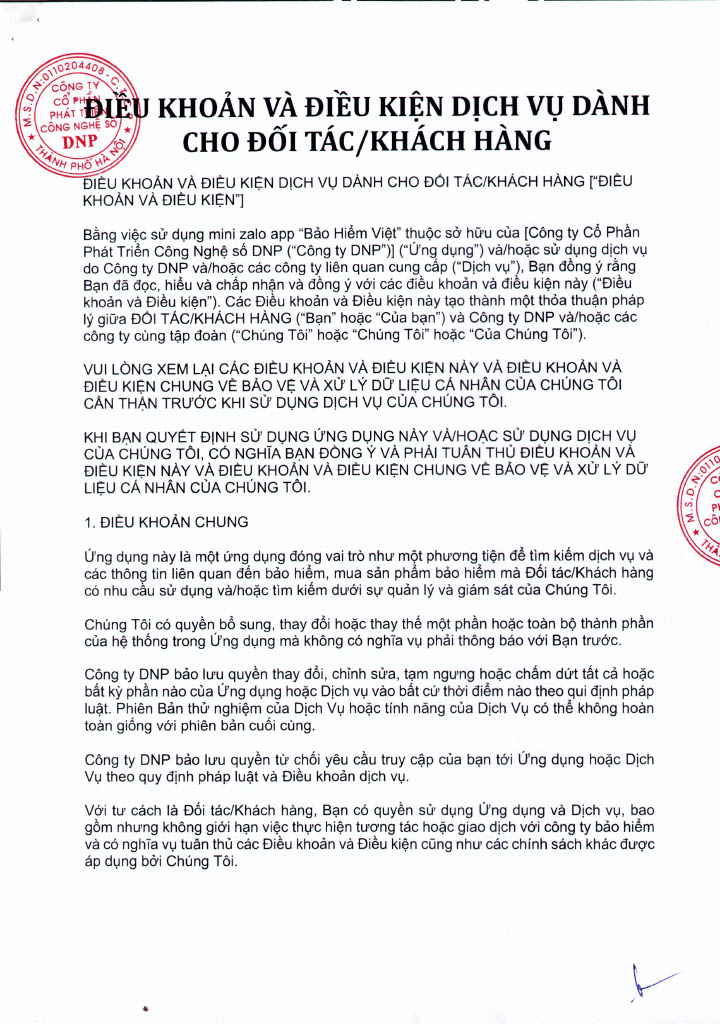 M.S.D.N:0110204408-C.T.C.P
CÔNG TY
CỔ PHẦN
PHÁT TRIỂN
CÔNG NGHỆ SỐ
DNP
★ THÀNH PHỐ HÀ NỘI ★
ĐIỀU KHOẢN VÀ ĐIỀU KIỆN DỊCH VỤ DÀNH
CHO ĐỐI TÁC/KHÁCH HÀNG
ĐIỀU KHOẢN VÀ ĐIỀU KIỆN DỊCH VỤ DÀNH CHO ĐỐI TÁC/KHÁCH HÀNG [“ĐIỀU
KHOẢN VÀ ĐIỀU KIỆN”]
Bằng việc sử dụng mini zalo app “Bảo Hiểm Việt” thuộc sở hữu của [Công ty Cổ Phần
Phát Triển Công Nghệ số DNP (“Công ty DNP”)] (“Ứng dụng”) và/hoặc sử dụng dịch vụ
do Công ty DNP và/hoặc các công ty liên quan cung cấp (“Dịch vụ”), Bạn đồng ý rằng
Bạn đã đọc, hiểu và chấp nhận và đồng ý với các điều khoản và điều kiện này (“Điều
khoản và Điều kiện”). Các Điều khoản và Điều kiện này tạo thành một thỏa thuận pháp
lý giữa ĐỐI TÁC/KHÁCH HÀNG (“Bạn” hoặc “Của bạn”) và Công ty DNP và/hoặc các
công ty cùng tập đoàn (“Chúng Tôi” hoặc “Chúng Tôi” hoặc “Của Chúng Tôi”).
VUI LÒNG XEM LẠI CÁC ĐIỀU KHOẢN VÀ ĐIỀU KIỆN NÀY VÀ ĐIỀU KHOẢN VÀ
ĐIỀU KIỆN CHUNG VỀ BẢO VỆ VÀ XỬ LÝ DỮ LIỆU CÁ NHÂN CỦA CHÚNG TÔI
CẨN THẬN TRƯỚC KHI SỬ DỤNG DỊCH VỤ CỦA CHÚNG TÔI.
KHI BẠN QUYẾT ĐỊNH SỬ DỤNG ỨNG DỤNG NÀY VÀ/HOẶC SỬ DỤNG DỊCH VỤ
CỦA CHÚNG TÔI, CÓ NGHĨA BẠN ĐỒNG Ý VÀ PHẢI TUÂN THỦ ĐIỀU KHOẢN VÀ
ĐIỀU KIỆN NÀY VÀ ĐIỀU KHOẢN VÀ ĐIỀU KIỆN CHUNG VỀ BẢO VỆ VÀ XỬ LÝ DỮ
LIỆU CÁ NHÂN CỦA CHÚNG TÔI.
1. ĐIỀU KHOẢN CHUNG
Ứng dụng này là một ứng dụng đóng vai trò như một phương tiện để tìm kiếm dịch vụ và
các thông tin liên quan đến bảo hiểm, mua sản phẩm bảo hiểm mà Đối tác/Khách hàng
có nhu cầu sử dụng và/hoặc tìm kiếm dưới sự quản lý và giám sát của Chúng Tôi.
Chúng Tôi có quyền bổ sung, thay đổi hoặc thay thế một phần hoặc toàn bộ thành phần
của hệ thống trong Ứng dụng mà không có nghĩa vụ phải thông báo với Bạn trước.
Công ty DNP bảo lưu quyền thay đổi, chỉnh sửa, tạm ngưng hoặc chấm dứt tất cả hoặc
bất kỳ phần nào của Ứng dụng hoặc Dịch vụ vào bất cứ thời điểm nào theo qui định pháp
luật. Phiên Bản thử nghiệm của Dịch Vụ hoặc tính năng của Dịch Vụ có thể không hoàn
toàn giống với phiên bản cuối cùng.
Công ty DNP bảo lưu quyền từ chối yêu cầu truy cập của bạn tới Ứng dụng hoặc Dịch
Vụ theo quy định pháp luật và Điều khoản dịch vụ.
Với tư cách là Đối tác/Khách hàng, Bạn có quyền sử dụng Ứng dụng và Dịch vụ, bao
gồm nhưng không giới hạn việc thực hiện tương tác hoặc giao dịch với công ty bảo hiểm
và có nghĩa vụ tuân thủ các Điều khoản và Điều kiện cũng như các chính sách khác được
áp dụng bởi Chúng Tôi.